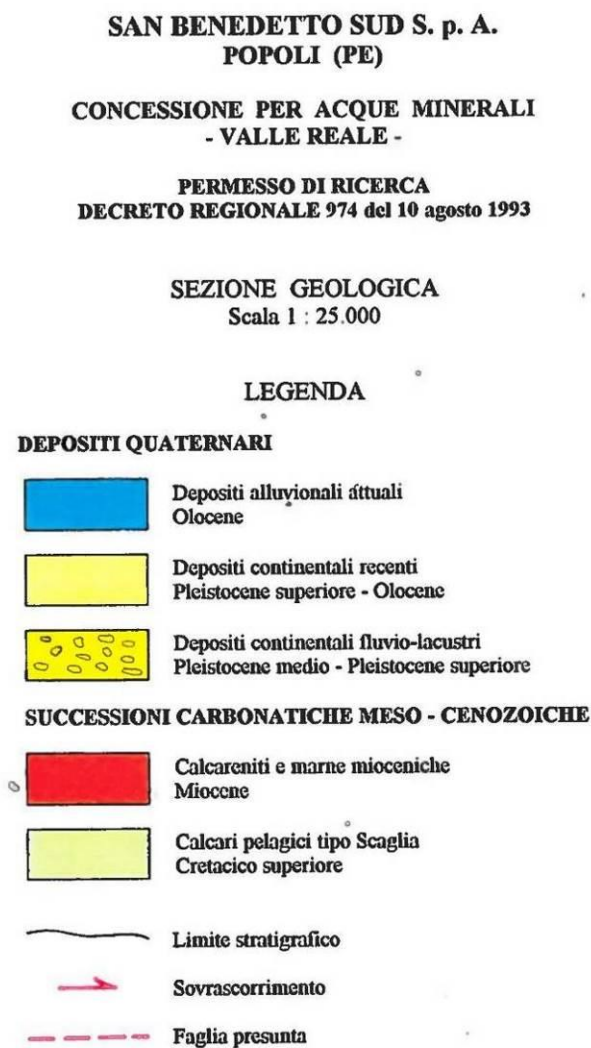 SAN BENEDETTO SUD S. p. A.
POPOLI (PE)
CONCESSIONE PER ACQUE MINERALI
- VALLE REALE -
PERMESSO DI RICERCA
DECRETO REGIONALE 974 del 10 agosto 1993
SEZIONE GEOLOGICA
Scala 1 : 25.000
LEGENDA
DEPOSITI QUATERNARI
Depositi alluvionali attuali
Olocene
Depositi continentali recenti
Pleistocene superiore - Olocene
Depositi continentali fluvio-lacustri
Pleistocene medio - Pleistocene superiore
SUCCESSIONI CARBONATICHE MESO - CENOZOICHE
Calcareniti e marne mioceniche
Miocene
Calcari pelagici tipo Scaglia
Cretacico superiore
Limite stratigrafico
Sovrascorrimento
Faglia presunta